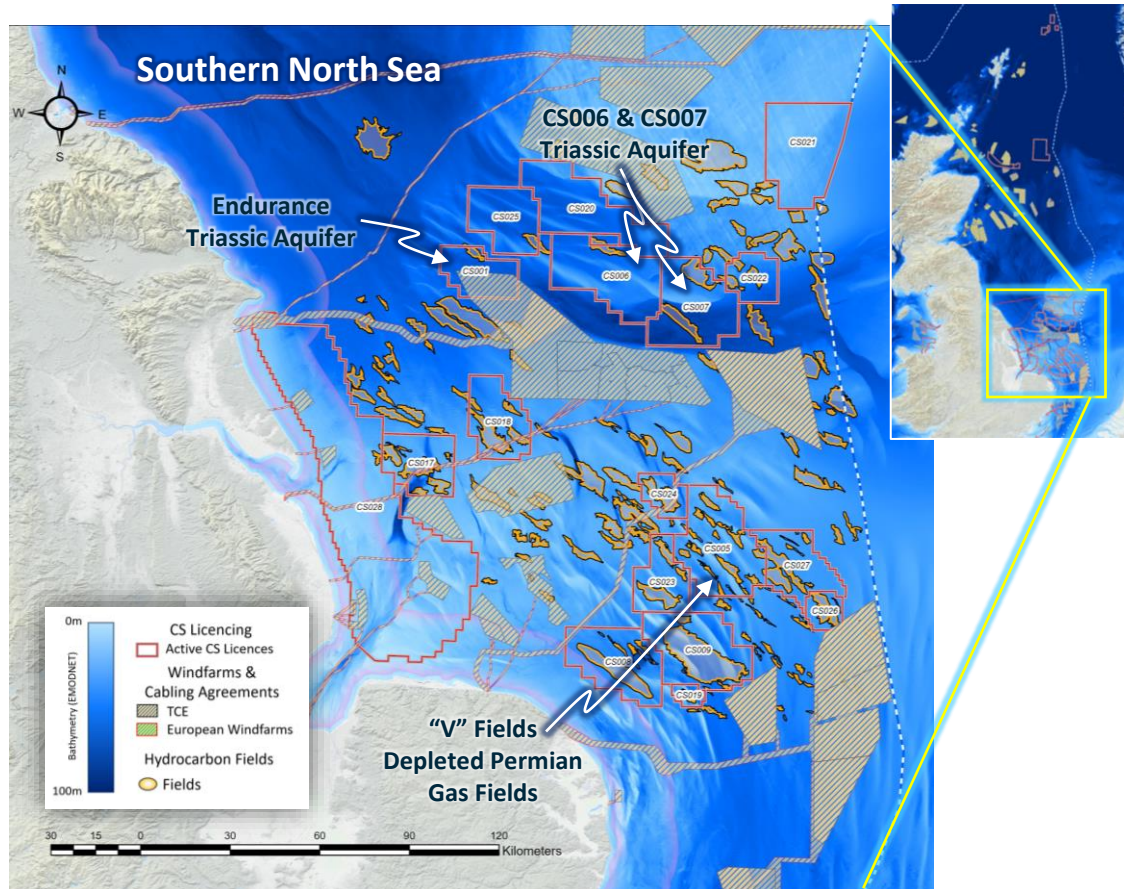 Southern North Sea
N
W
E
S
CS006 & CS007
Triassic Aquifer
Endurance
Triassic Aquifer
CS021
CS020
CS025
CS001
CS006
CS022
CS007
CS018
CS017
CS028
CS024
CS005
CS027
CS023
CS026
CS008
CS009
CS019
"V" Fields
Depleted Permian
Gas Fields
0m
Bathymetry (EMODNET)
100m
CS Licencing
Active CS Licences
Windfarms &
Cabling Agreements
TCE
European Windfarms
Hydrocarbon Fields
Fields
30 15 0 30 60 90 120
Kilometers